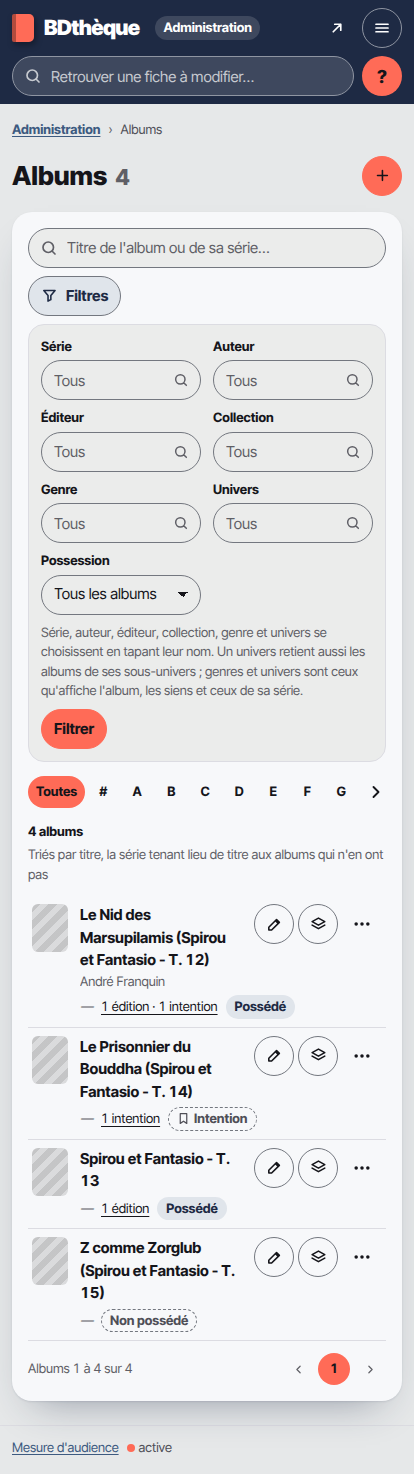 BDthèque Administration
Retrouver une fiche à modifier… ?
Administration › Albums
Albums 4 +
Titre de l'album ou de sa série…
Filtres
Série Auteur
Tous Tous
Éditeur Collection
Tous Tous
Genre Univers
Tous Tous
Possession
Tous les albums
Série, auteur, éditeur, collection, genre et univers se
choisissent en tapant leur nom. Un univers retient aussi les
albums de ses sous-univers ; genres et univers sont ceux
qu'affiche l'album, les siens et ceux de sa série.
Filtrer
Toutes # A B C D E F G
4 albums
Triés par titre, la série tenant lieu de titre aux albums qui n'en ont
pas
Le Nid des
Marsupilamis (Spirou
et Fantasio - T. 12)
André Franquin
— 1 édition · 1 intention Possédé
Le Prisonnier du
Bouddha (Spirou et
Fantasio - T. 14)
— 1 intention Intention
Spirou et Fantasio - T.
13
— 1 édition Possédé
Z comme Zorglub
(Spirou et Fantasio - T.
15)
— Non possédé
Albums 1 à 4 sur 4 ‹ 1 ›
Mesure d'audience active